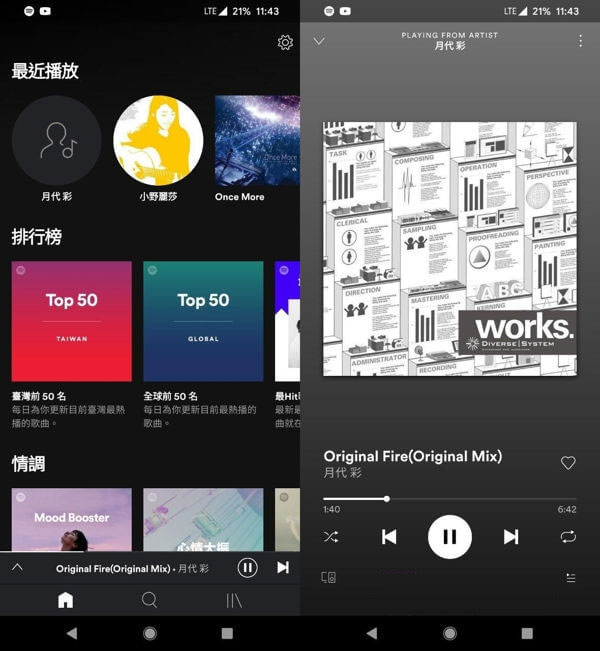 LTE 21% 11:43
最近播放
月代 彩
小野麗莎
Once More
Once More
排行榜
Top 50
TAIWAN
Top 50
GLOBAL
臺灣前 50 名
每日為你更新目前臺灣最熱
播的歌曲。
全球前 50 名
每日為你更新目前最熱播的
歌曲。
最Hit
最新最
曲就在
情調
Mood Booster
心情大振
Original Fire(Original Mix) • 月代 彩
LTE 21% 11:43
PLAYING FROM ARTIST
月代 彩
TASK
COMPOSING
OPERATION
PERSPECTIVE
CLERICAL
SAMPLING
PROOFREADING
PAINTING
DIRECTION
MASTERING
ABC
KERNING
ADMINISTRATOR
RECORDING
works.
DIVERSE SYSTEM
Original Fire(Original Mix)
月代 彩
1:40
6:42